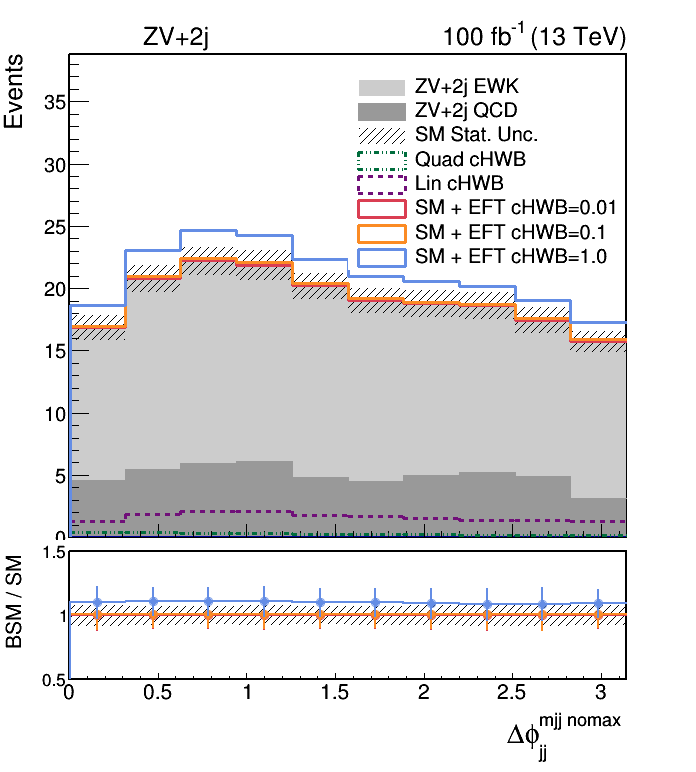 ZV+2j 100 fb-1 (13 TeV)
Events
35
30
25
20
15
10
5
0
ZV+2j EWK
ZV+2j QCD
SM Stat. Unc.
Quad cHWB
Lin cHWB
SM + EFT cHWB=0.01
SM + EFT cHWB=0.1
SM + EFT cHWB=1.0
BSM / SM
1.5
1
0.5
0 0.5 1 1.5 2 2.5 3
Δϕjj mjj nomax